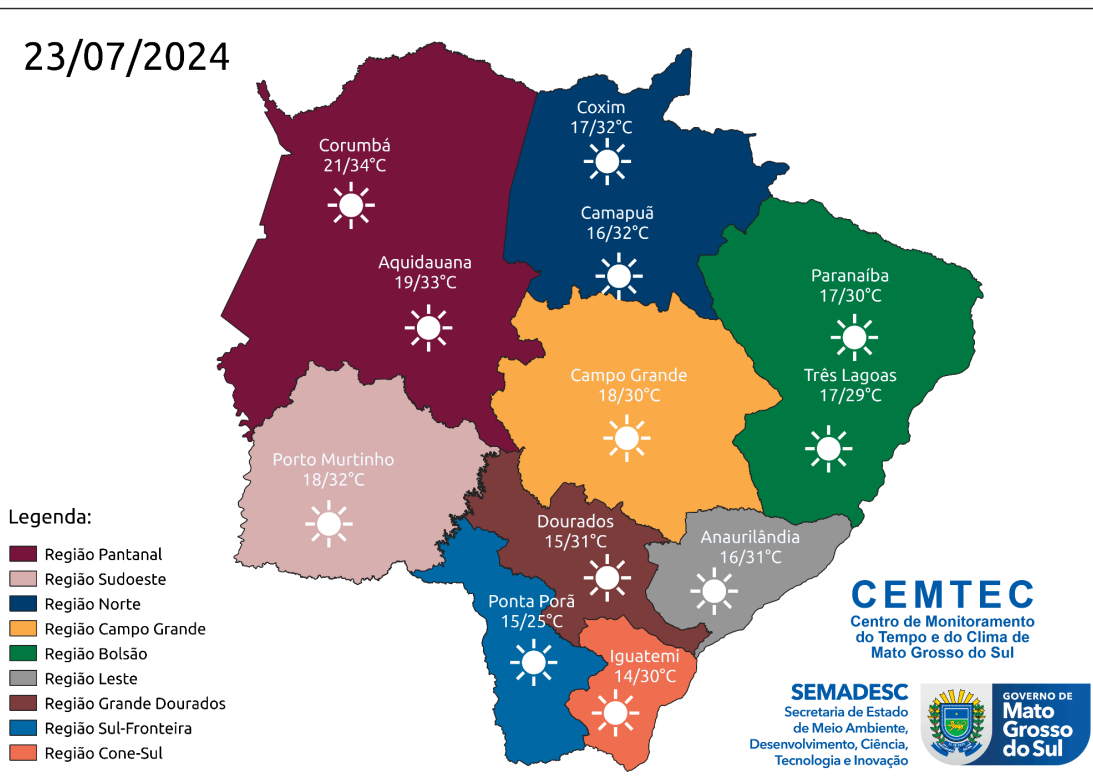 23/07/2024
Coxim
17/32°C
Corumbá
21/34°C
Camapuã
16/32°C
Aquidauana
19/33°C
Paranaíba
17/30°C
Campo Grande
18/30°C
Três Lagoas
17/29°C
Porto Murtinho
18/32°C
Dourados
15/31°C
Anaurilândia
16/31°C
Ponta Porã
15/25°C
Iguatemi
14/30°C
Legenda:
Região Pantanal
Região Sudoeste
Região Norte
Região Campo Grande
Região Bolsão
Região Leste
Região Grande Dourados
Região Sul-Fronteira
Região Cone-Sul
CEMTEC
Centro de Monitoramento
do Tempo e do Clima de
Mato Grosso do Sul
SEMADESC
Secretaria de Estado
de Meio Ambiente,
Desenvolvimento, Ciência,
Tecnologia e Inovação
GOVERNO DE
Mato
Grosso
do Sul